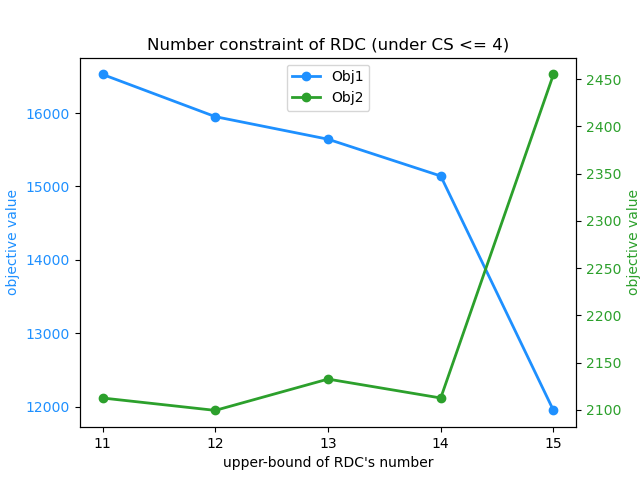 Number constraint of RDC (under CS <= 4)
Obj1
Obj2
16000
15000
14000
13000
12000
objective value
2450
2400
2350
2300
2250
2200
2150
2100
objective value
11 12 13 14 15
upper-bound of RDC's number